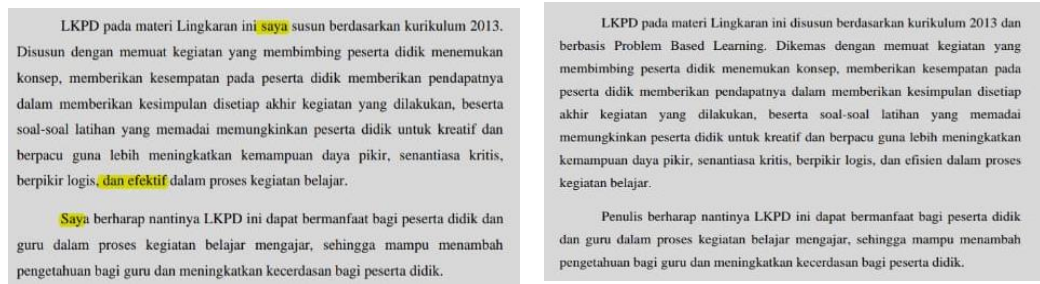 LKPD pada materi Lingkaran ini saya susun berdasarkan kurikulum 2013.
Disusun dengan memuat kegiatan yang membimbing peserta didik menemukan
konsep, memberikan kesempatan pada peserta didik memberikan pendapatnya
dalam memberikan kesimpulan disetiap akhir kegiatan yang dilakukan, beserta
soal-soal latihan yang memadai memungkinkan peserta didik untuk kreatif dan
berpacu guna lebih meningkatkan kemampuan daya pikir, senantiasa kritis,
berpikir logis, dan efektif dalam proses kegiatan belajar.
Saya berharap nantinya LKPD ini dapat bermanfaat bagi peserta didik dan
guru dalam proses kegiatan belajar mengajar, sehingga mampu menambah
pengetahuan bagi guru dan meningkatkan kecerdasan bagi peserta didik.
LKPD pada materi Lingkaran ini disusun berdasarkan kurikulum 2013 dan
berbasis Problem Based Learning. Dikemas dengan memuat kegiatan yang
membimbing peserta didik menemukan konsep, memberikan kesempatan pada
peserta didik memberikan pendapatnya dalam memberikan kesimpulan disetiap
akhir kegiatan yang dilakukan, beserta soal-soal latihan yang memadai
memungkinkan peserta didik untuk kreatif dan berpacu guna lebih meningkatkan
kemampuan daya pikir, senantiasa kritis, berpikir logis, dan efisien dalam proses
kegiatan belajar.
Penulis berharap nantinya LKPD ini dapat bermanfaat bagi peserta didik
dan guru dalam proses kegiatan belajar mengajar, sehingga mampu menambah
pengetahuan bagi guru dan meningkatkan kecerdasan bagi peserta didik.